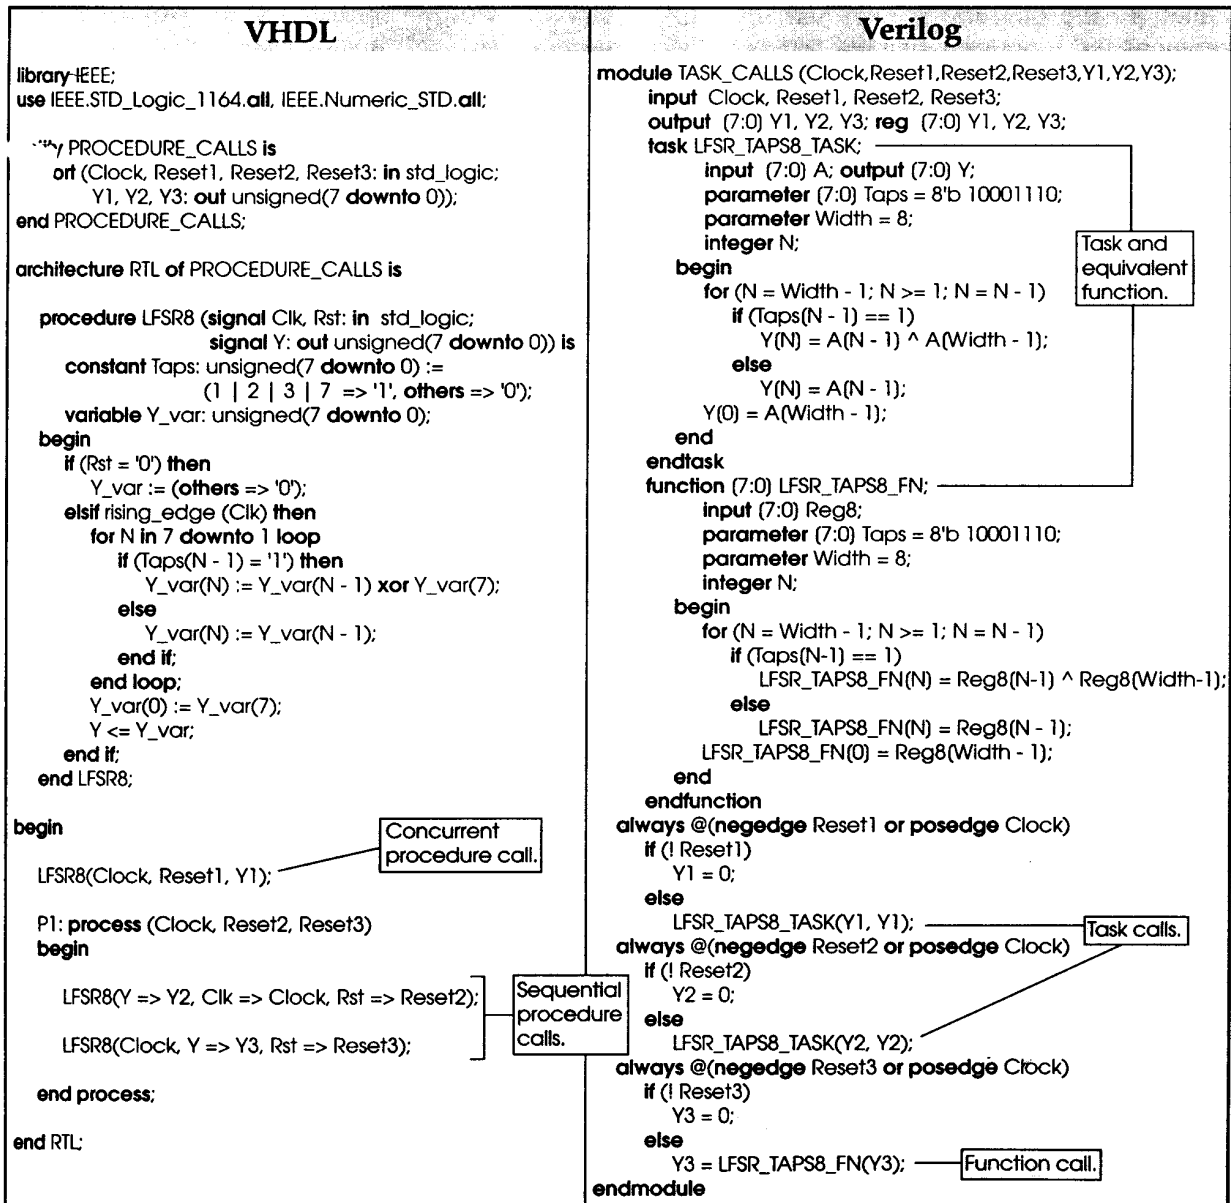 VHDL
library IEEE;
use IEEE.STD_Logic_1164.all, IEEE.Numeric_STD.all;
PROCEDURE_CALLS is
ort (Clock, Reset1, Reset2, Reset3: in std_logic;
Y1, Y2, Y3: out unsigned(7 downto 0));
end PROCEDURE_CALLS;
architecture RTL of PROCEDURE_CALLS is
procedure LFSR8 (signal Clk, Rst: in std_logic;
signal Y: out unsigned(7 downto 0)) is
constant Taps: unsigned(7 downto 0) :=
(1 | 2 | 3 | 7 => '1', others => '0');
variable Y_var: unsigned(7 downto 0);
begin
if (Rst = '0') then
Y_var := (others => '0');
elsif rising_edge (Clk) then
for N in 7 downto 1 loop
if (Taps(N - 1) = '1') then
Y_var(N) := Y_var(N - 1) xor Y_var(7);
else
Y_var(N) := Y_var(N - 1);
end if;
end loop;
Y_var(0) := Y_var(7);
Y <= Y_var;
end if;
end LFSR8;
begin
Concurrent
procedure call.
LFSR8(Clock, Reset1, Y1);
P1: process (Clock, Reset2, Reset3)
begin
LFSR8(Y => Y2, Clk => Clock, Rst => Reset2);
LFSR8(Clock, Y => Y3, Rst => Reset3);
Sequential
procedure
calls.
end process;
end RTL;
Verilog
module TASK_CALLS (Clock,Reset1,Reset2,Reset3,Y1,Y2,Y3);
input Clock, Reset1, Reset2, Reset3;
output (7:0) Y1, Y2, Y3; reg (7:0) Y1, Y2, Y3;
task LFSR_TAPS8_TASK;
input (7:0) A; output (7:0) Y;
parameter (7:0) Taps = 8'b 10001110;
parameter Width = 8;
integer N;
begin
for (N = Width - 1; N >= 1; N = N - 1)
if (Taps(N - 1) == 1)
Y(N) = A(N - 1) ^ A(Width - 1);
else
Y(N) = A(N - 1);
Y(0) = A(Width - 1);
end
endtask
Task and
equivalent
function.
function (7:0) LFSR_TAPS8_FN;
input (7:0) Reg8;
parameter (7:0) Taps = 8'b 10001110;
parameter Width = 8;
integer N;
begin
for (N = Width - 1; N >= 1; N = N - 1)
if (Taps(N-1) == 1)
LFSR_TAPS8_FN(N) = Reg8(N-1) ^ Reg8(Width-1);
else
LFSR_TAPS8_FN(N) = Reg8(N - 1);
LFSR_TAPS8_FN(0) = Reg8(Width - 1);
end
endfunction
always @(negedge Reset1 or posedge Clock)
if (! Reset1)
Y1 = 0;
else
LFSR_TAPS8_TASK(Y1, Y1);
Task calls.
always @(negedge Reset2 or posedge Clock)
if (! Reset2)
Y2 = 0;
else
LFSR_TAPS8_TASK(Y2, Y2);
always @(negedge Reset3 or posedge Clock)
if (! Reset3)
Y3 = 0;
else
Y3 = LFSR_TAPS8_FN(Y3);
Function call.
endmodule